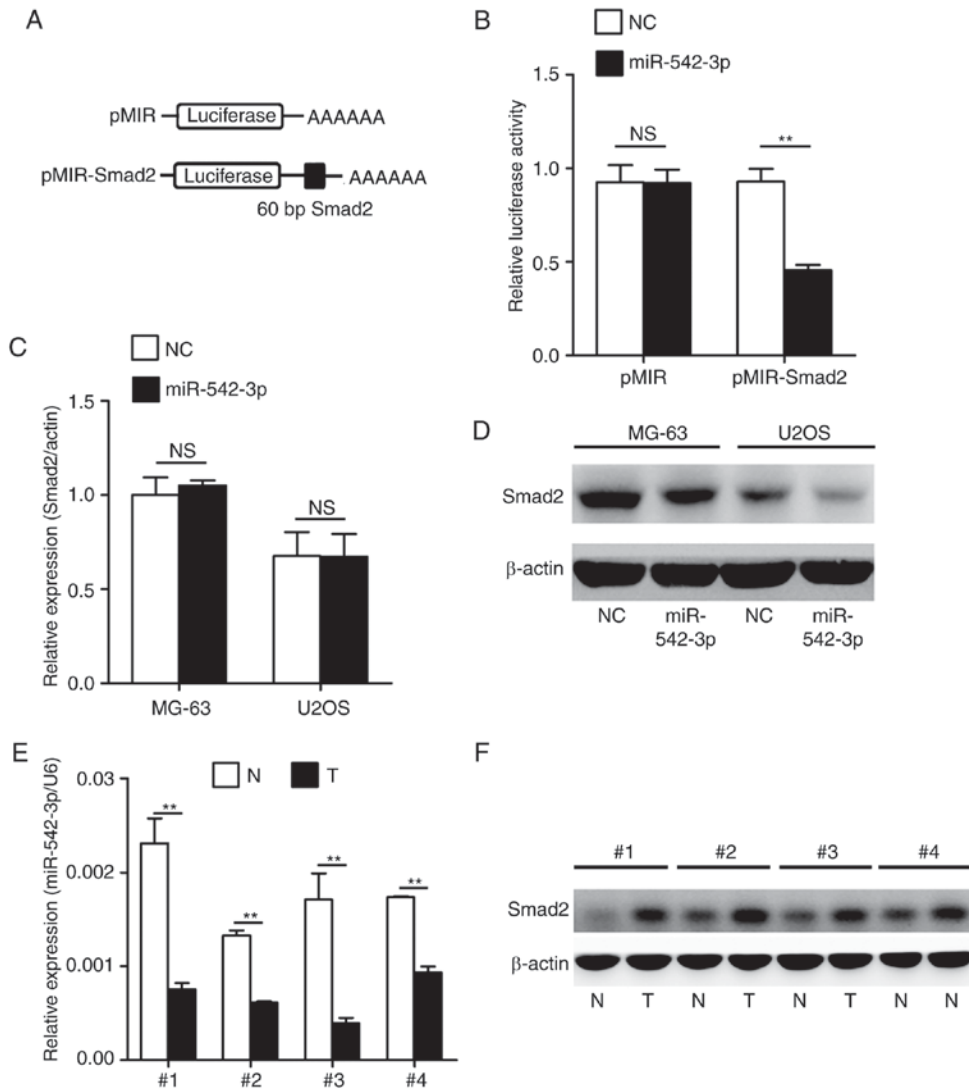 A
pMIR
Luciferase
AAAAAA
pMIR-Smad2
Luciferase
AAAAAA
60 bp Smad2
B
NC
miR-542-3p
Relative luciferase activity
1.5
1.0
0.5
0.0
NS
**
pMIR
pMIR-Smad2
C
NC
miR-542-3p
Relative expression (Smad2/actin)
1.5
1.0
0.5
0.0
NS
NS
MG-63
U2OS
D
MG-63
U2OS
Smad2
β-actin
NC
miR-
542-3p
NC
miR-
542-3p
E
N
T
Relative expression (miR-542-3p/U6)
0.03
0.002
0.001
0.00
**
**
**
**
#1
#2
#3
#4
F
#1
#2
#3
#4
Smad2
β-actin
N
T
N
T
N
T
N
N